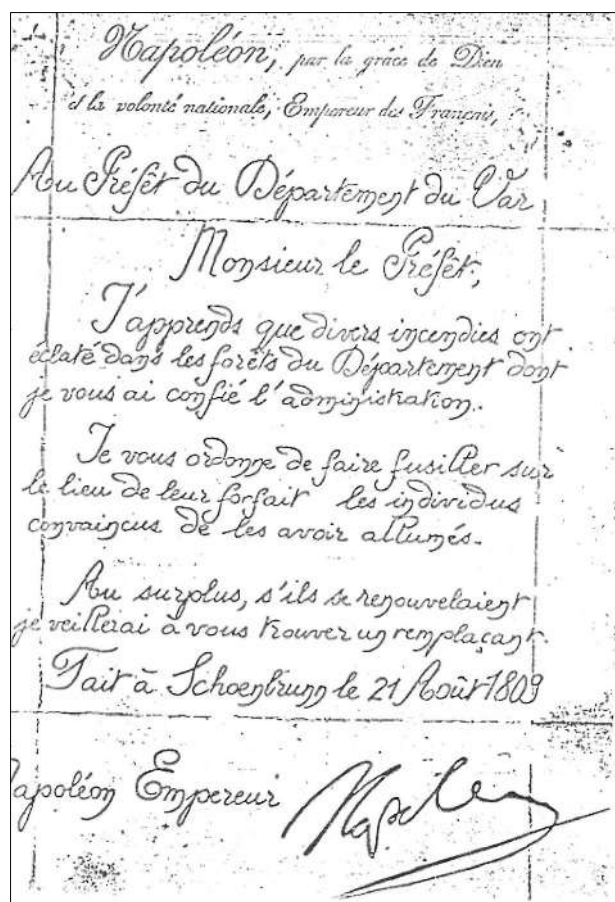 Napoléon, par la grâce de Dieu
et la volonté nationale, Empereur des Français,
Au Préfêt du Département du Var
Monsieur le Préfêt,
J'apprends que divers incendies ont
éclaté dans les forêts du Département dont
je vous ai confié l'administration.
Je vous ordonne de faire fusiller sur
le lieu de leur forfait les individus
convaincus de les avoir allumés.
Au surplus, s'ils se renouvelaient
je veillerai à vous trouver un remplaçant.
Fait à Schoenbrunn le 21 Août 1809
Napoléon Empereur